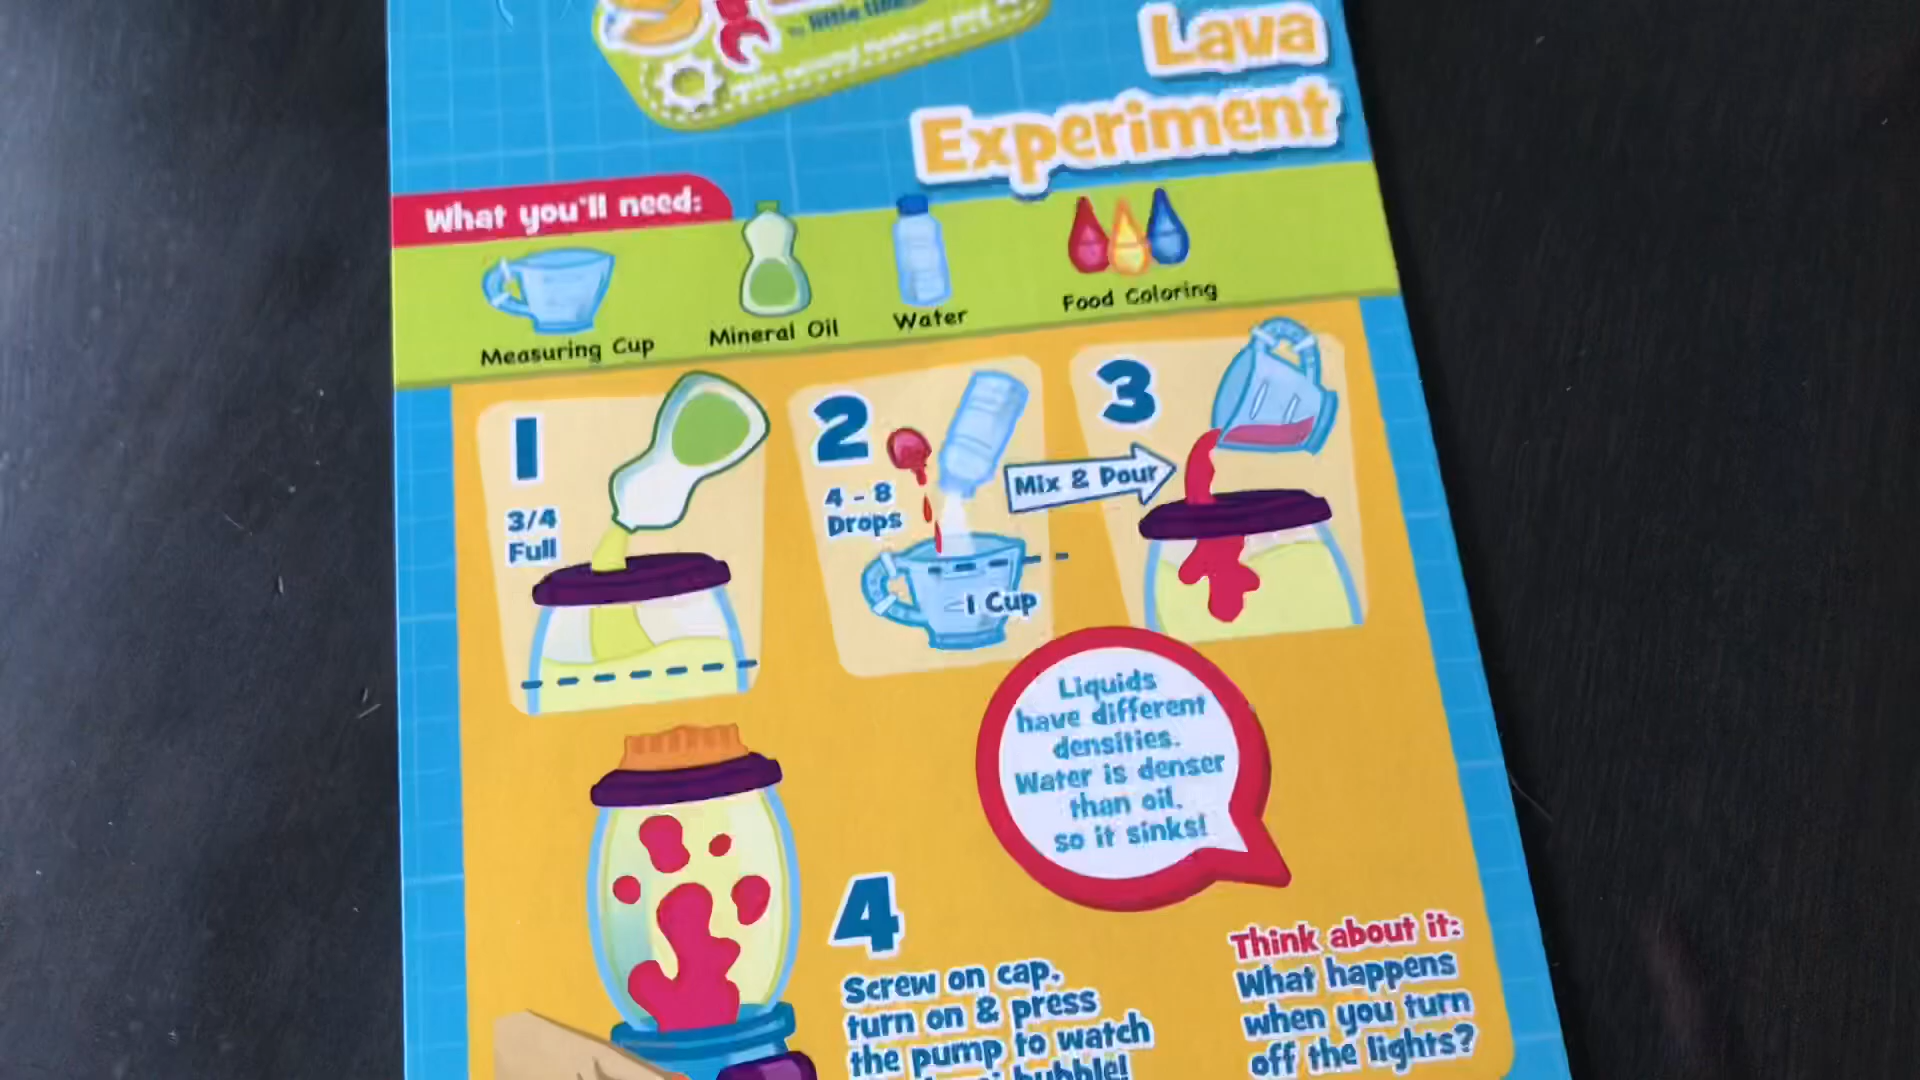 Lava
Experiment
What you'll need:
Measuring Cup
Mineral Oil
Water
Food Coloring
1
3/4
Full
2
4 - 8
Drops
1 Cup
Mix & Pour
3
Liquids
have different
densities.
Water is denser
than oil,
so it sinks!
4
Screw on cap,
turn on & press
the pump to watch
bubble!
Think about it:
What happens
when you turn
off the lights?